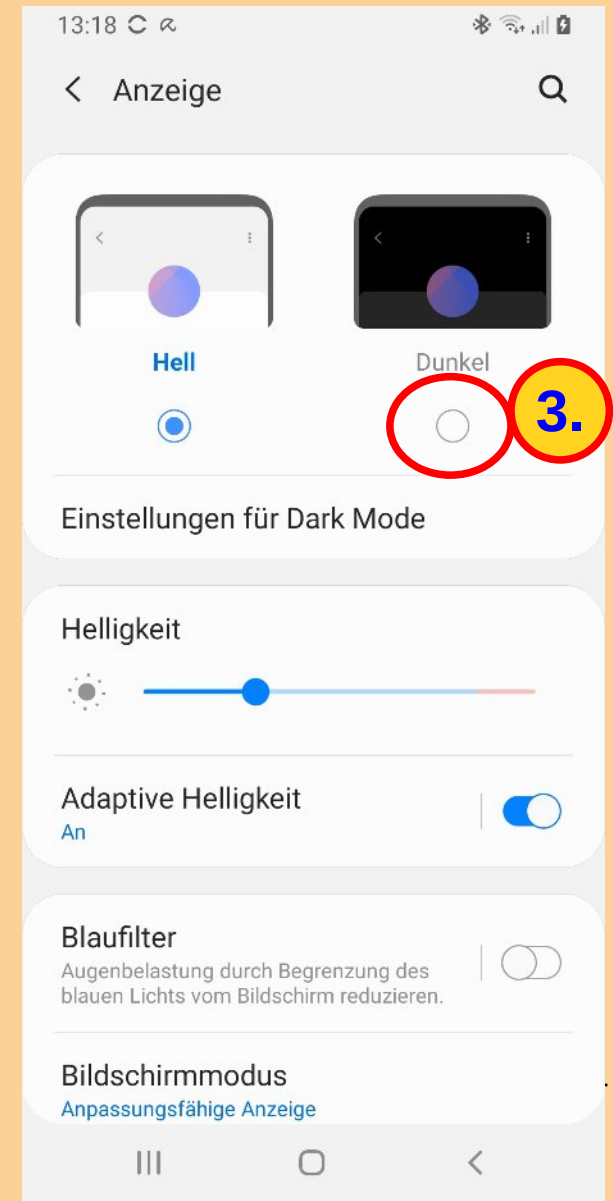 13:18
Anzeige
Hell
Dunkel
3.
Einstellungen für Dark Mode
Helligkeit
Adaptive Helligkeit
An
Blaufilter
Augenbelastung durch Begrenzung des
blauen Lichts vom Bildschirm reduzieren.
Bildschirmmodus
Anpassungsfähige Anzeige